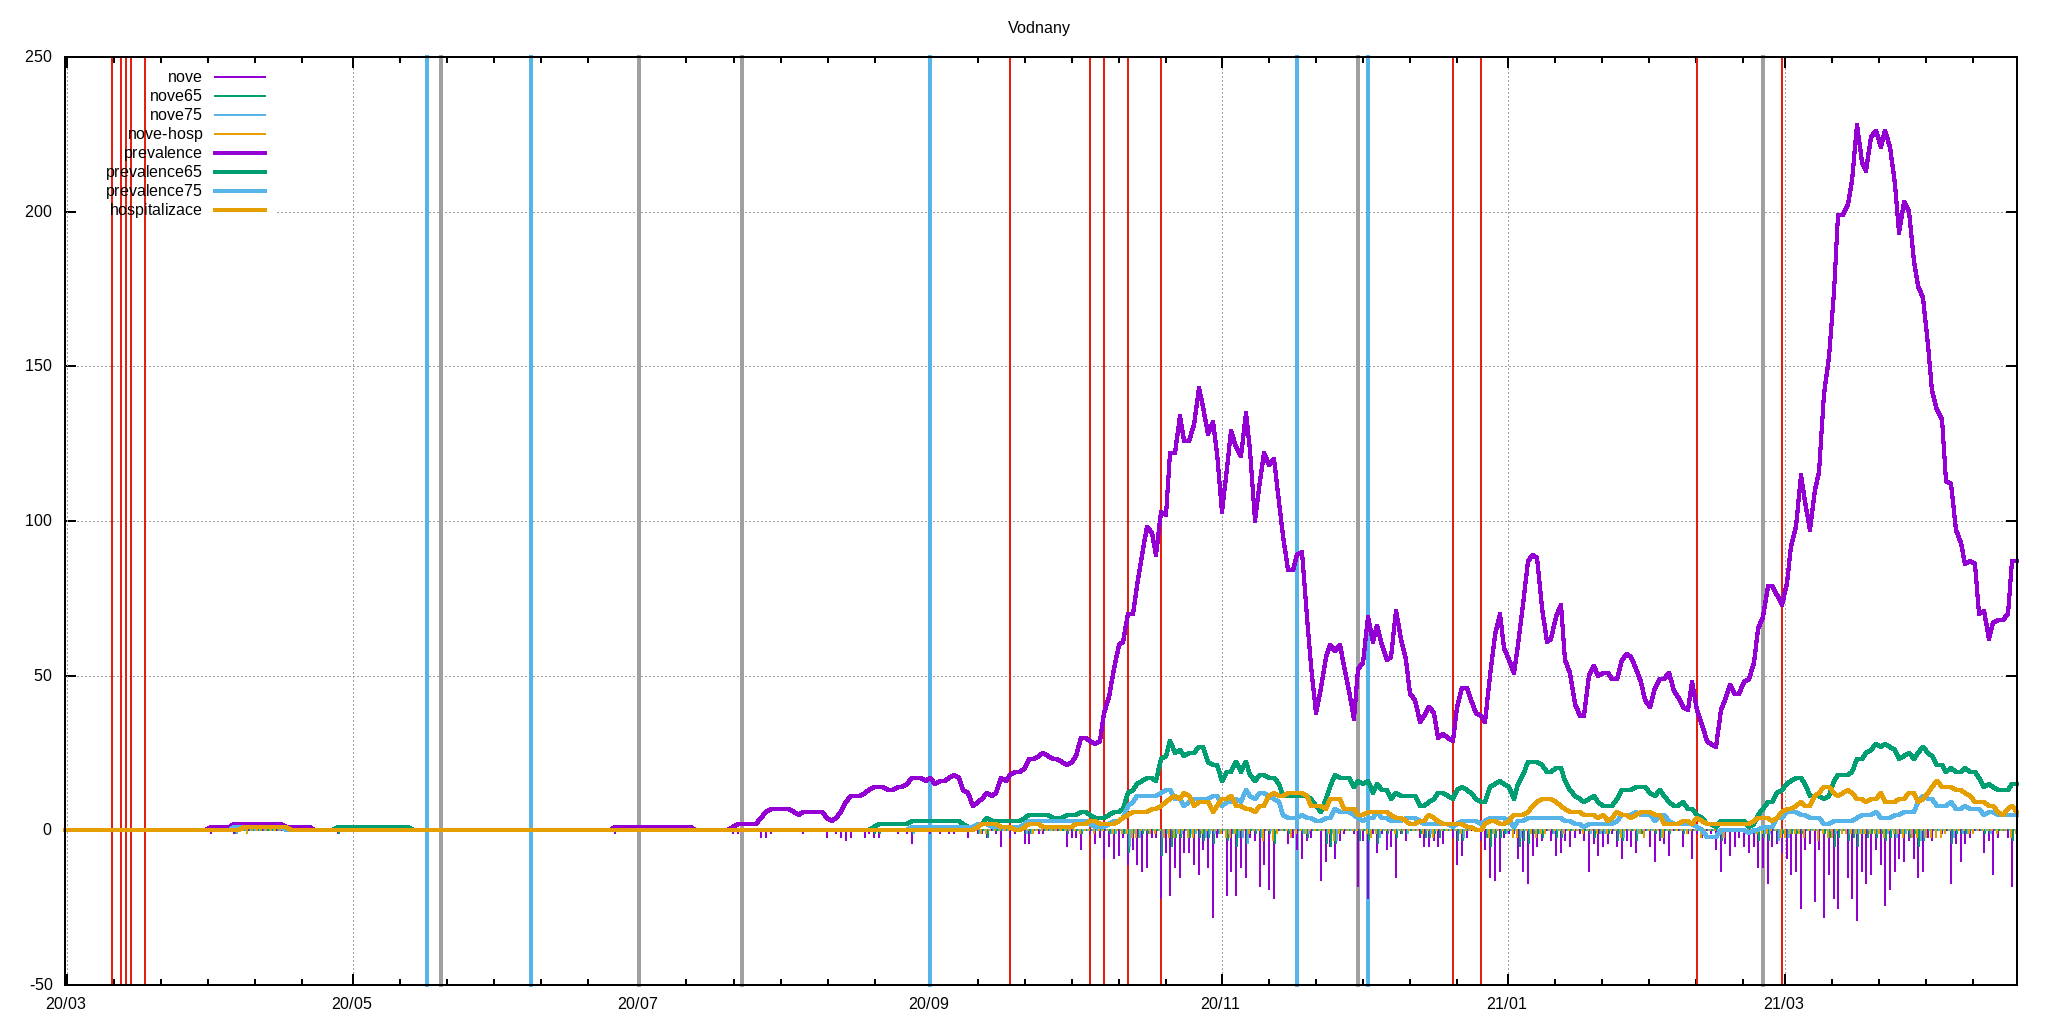 Vodnany
250
nove
nove65
nove75
nove-hosp
prevalence
prevalence65
prevalence75
hospitalizace
200
150
100
50
0
-50
20/03 20/05 20/07 20/09 20/11 21/01 21/03